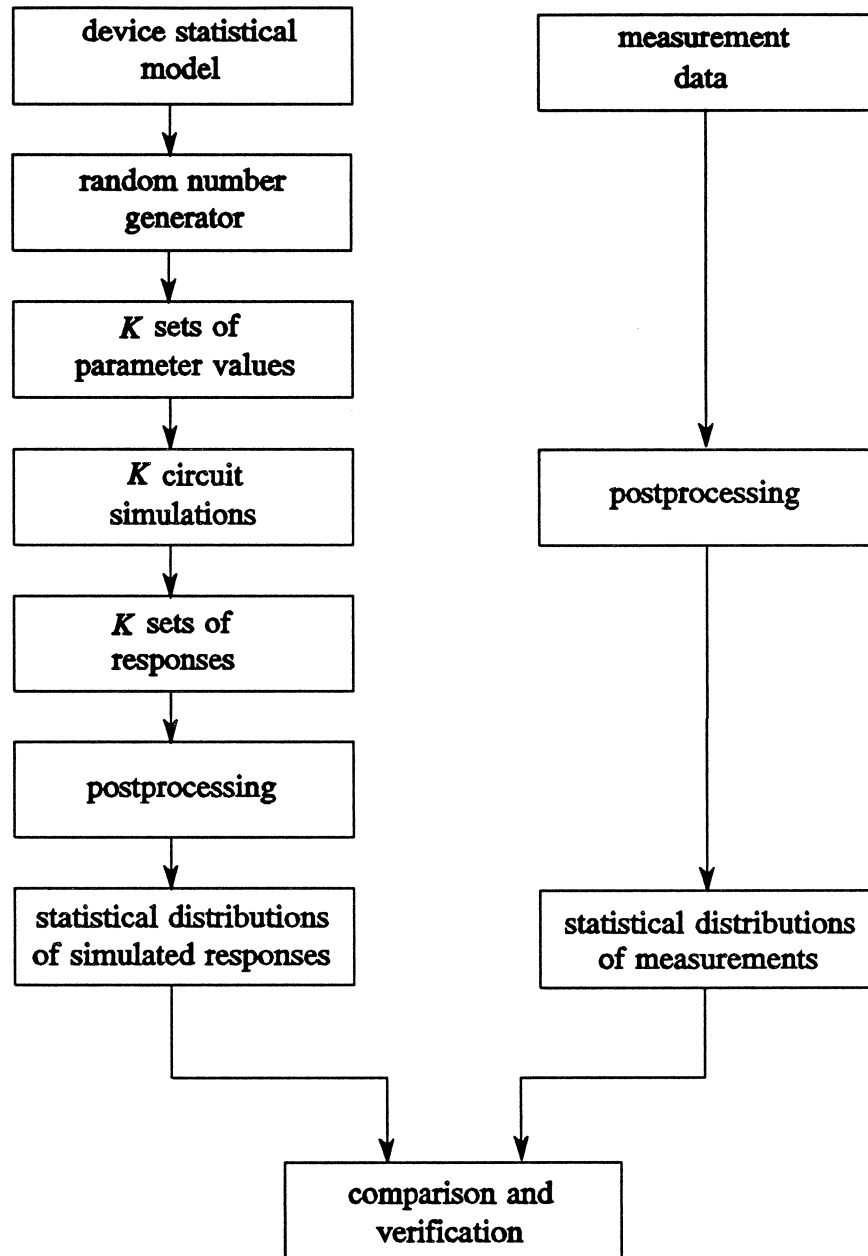 device statistical
model
random number
generator
K sets of
parameter values
K circuit
simulations
K sets of
responses
postprocessing
statistical distributions
of simulated responses
measurement
data
postprocessing
statistical distributions
of measurements
comparison and
verification